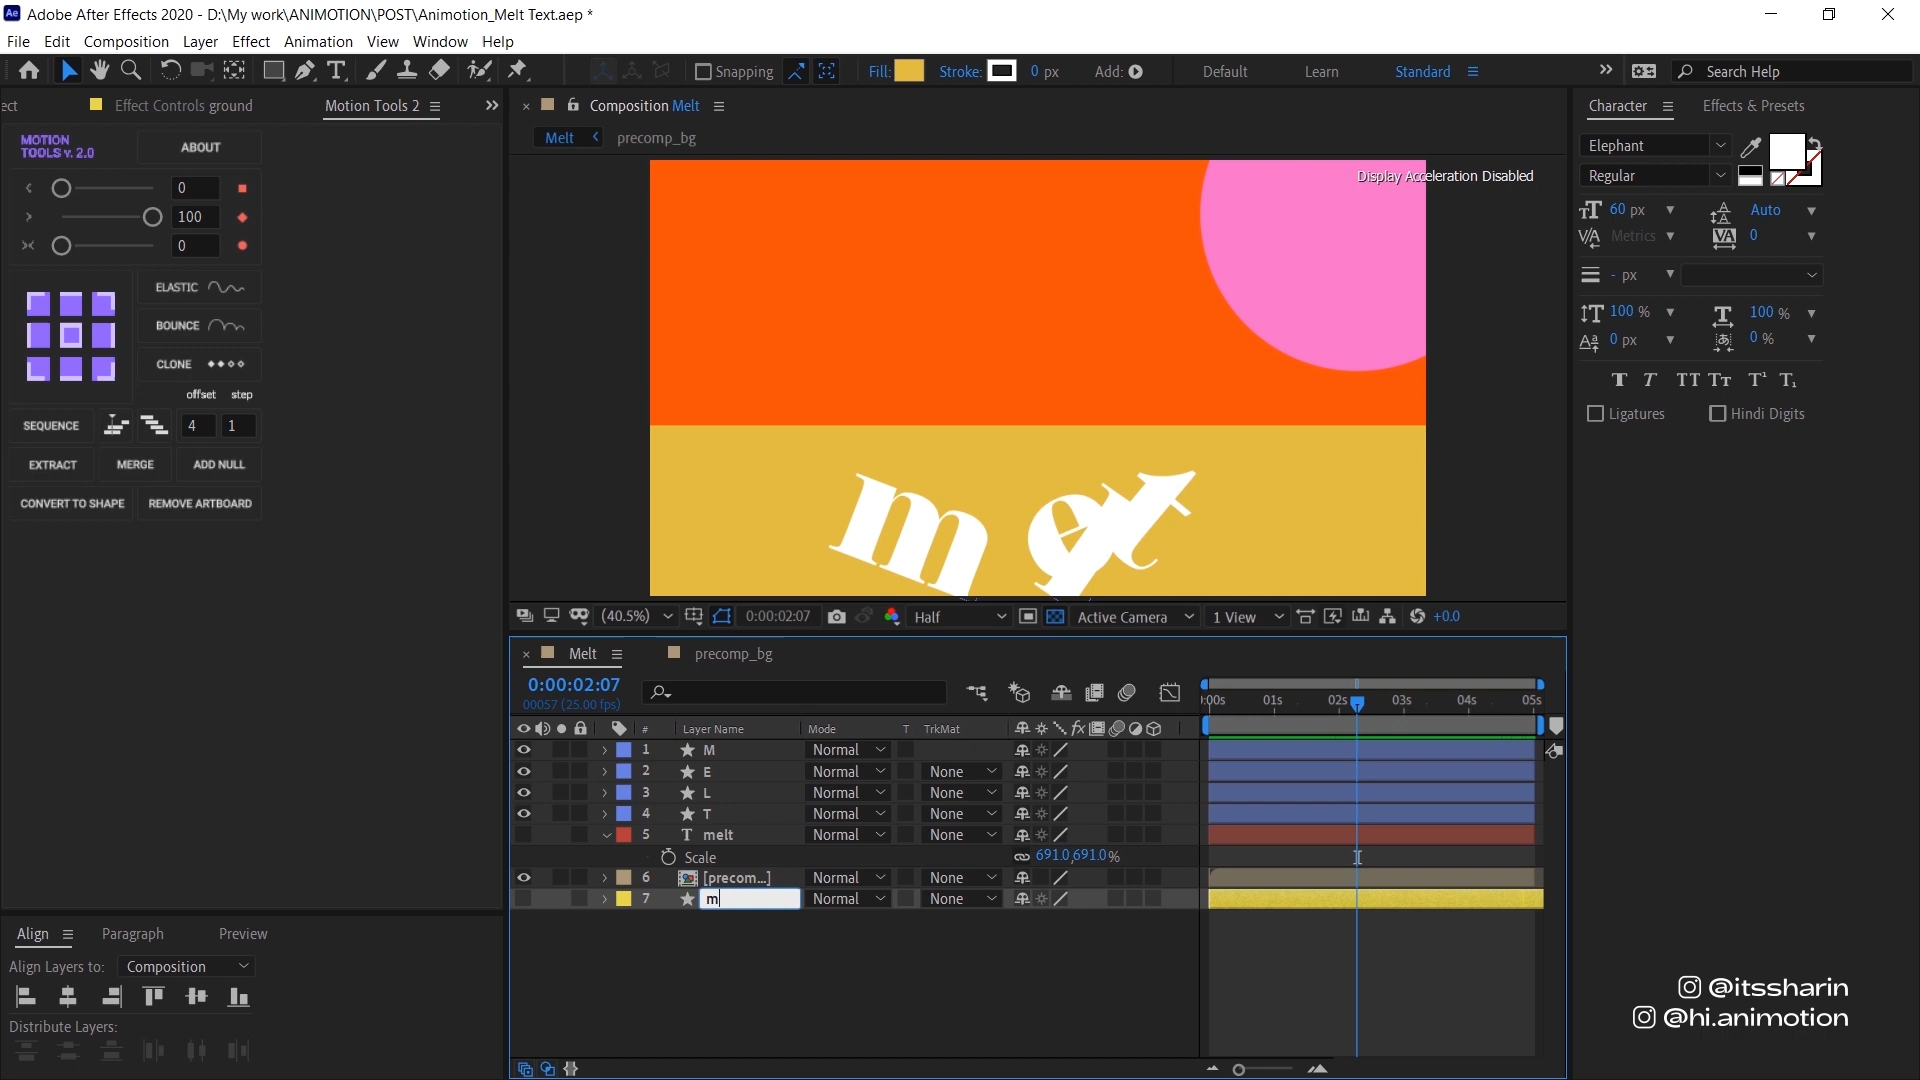 Adobe After Effects 2020 - D:\My work\ANIMOTION\POST\Animotion_Melt Text.aep *
File Edit Composition Layer Effect Animation View Window Help
Snapping Fill: Stroke: 0 px Add: Default Learn Standard Search Help
ect Effect Controls ground Motion Tools 2
MOTION TOOLS v. 2.0
ABOUT
0
100
0
ELASTIC
BOUNCE
CLONE
offset step
SEQUENCE 4 1
EXTRACT MERGE ADD NULL
CONVERT TO SHAPE REMOVE ARTBOARD
Composition Melt
Melt precomp_bg
Display Acceleration Disabled
m e l t
(40.5%) 0:00:02:07 Half Active Camera 1 View +0.0
Character Effects & Presets
Elephant
Regular
60 px Auto
Metrics 0
- px
100 % 100 %
0 px 0 %
T T TT Tт T¹ T₁
Ligatures Hindi Digits
Melt precomp_bg
0:00:02:07
00057 (25.00 fps)
):00s 01s 02s 03s 04s 05s
# Layer Name Mode T TrkMat
1 M Normal
2 E Normal None
3 L Normal None
4 T Normal None
5 T melt Normal None
Scale 691.0,691.0%
6 [precom...] Normal None
7 m Normal None
Align Paragraph Preview
Align Layers to: Composition
Distribute Layers:
@itssharin
@hi.animotion